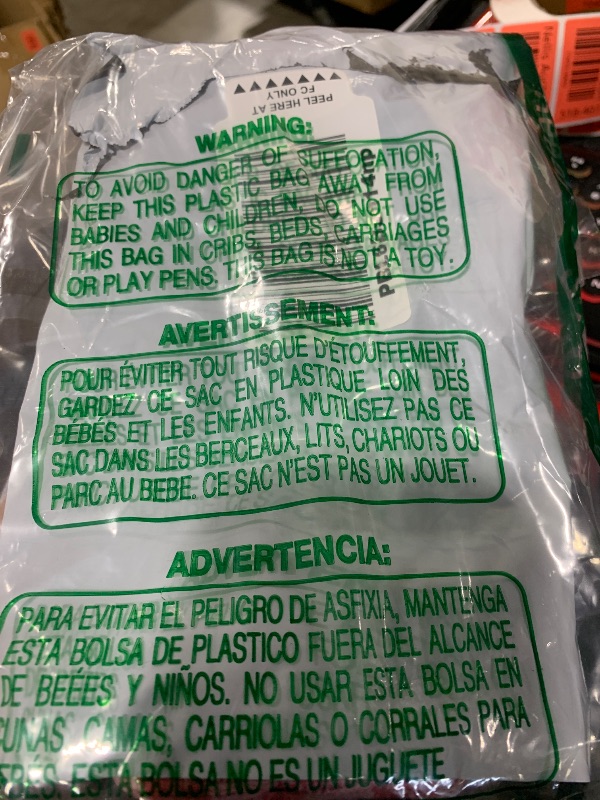 PEEL HERE AT
FC ONLY
WARNING:
TO AVOID DANGER OF SUFFOCATION,
KEEP THIS PLASTIC BAG AWAY FROM
BABIES AND CHILDREN, DO NOT USE
THIS BAG IN CRIBS, BEDS, CARRIAGES
OR PLAY PENS. THIS BAG IS NOT A TOY.
AVERTISSEMENT:
POUR ÉVITER TOUT RISQUE D'ÉTOUFFEMENT,
GARDEZ CE SAC EN PLASTIQUE LOIN DES
BÉBÉS ET LES ENFANTS. N'UTILISEZ PAS CE
SAC DANS LES BERCEAUX, LITS, CHARIOTS OU
PARC AU BEBE. CE SAC N'EST PAS UN JOUET.
ADVERTENCIA:
PARA EVITAR EL PELIGRO DE ASFIXIA, MANTENGA
ESTA BOLSA DE PLASTICO FUERA DEL ALCANCE
DE BEÉES Y NIÑOS. NO USAR ESTA BOLSA EN
CUNAS, CAMAS, CARRIOLAS O CORRALES PARA
EBÉS. ESTA BOLSA NO ES UN JUGUETE